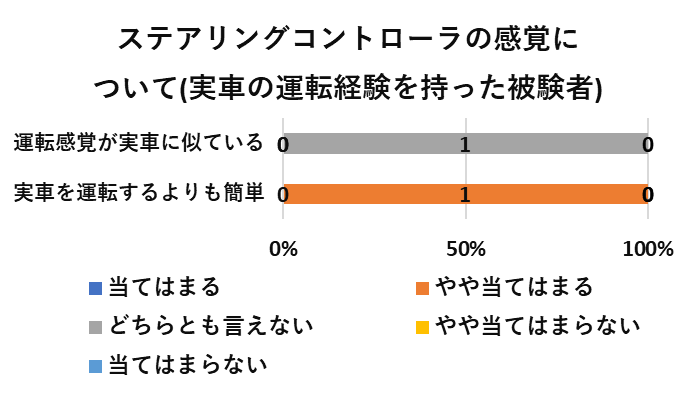 ステアリングコントローラの感覚に
ついて(実車の運転経験を持った被験者)
運転感覚が実車に似ている 0 1 0
実車を運転するよりも簡単 0 1 0
0% 50% 100%
当てはまる やや当てはまる
どちらとも言えない やや当てはまらない
当てはまらない